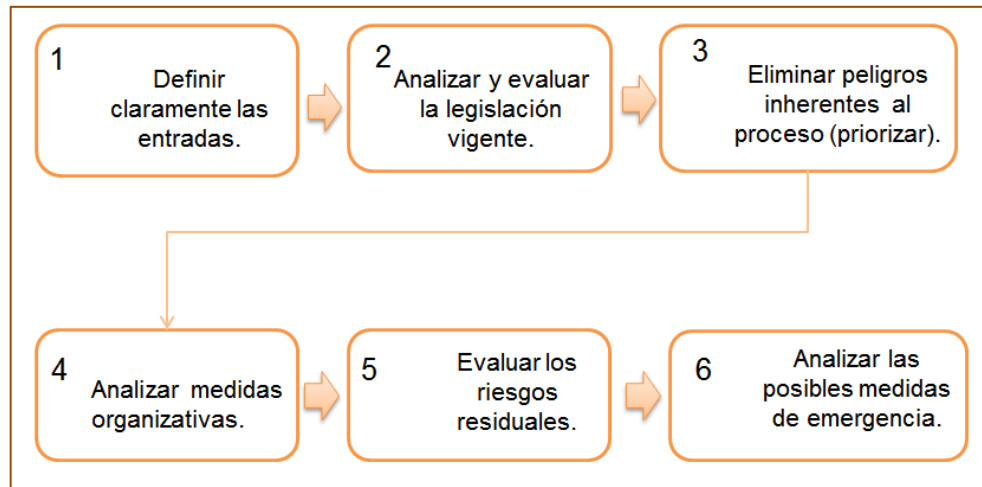 1
Definir
claramente las
entradas.
2
Analizar y evaluar
la legislación
vigente.
3
Eliminar peligros
inherentes al
proceso (priorizar).
4
Analizar medidas
organizativas.
5
Evaluar los
riesgos
residuales.
6
Analizar las
posibles medidas
de emergencia.